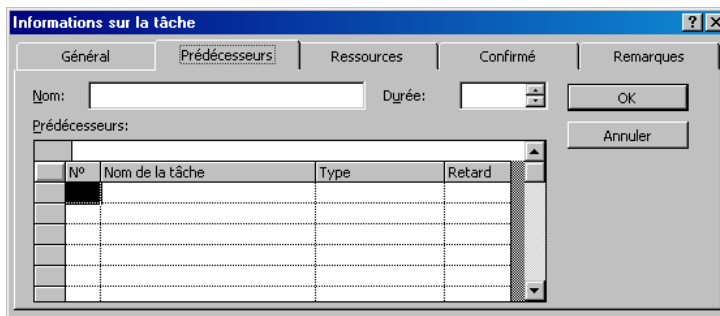 Informations sur la tâche
Général Prédécesseurs Ressources Confirmé Remarques
Nom: Durée: OK
Prédécesseurs: Annuler
Nº Nom de la tâche Type Retard